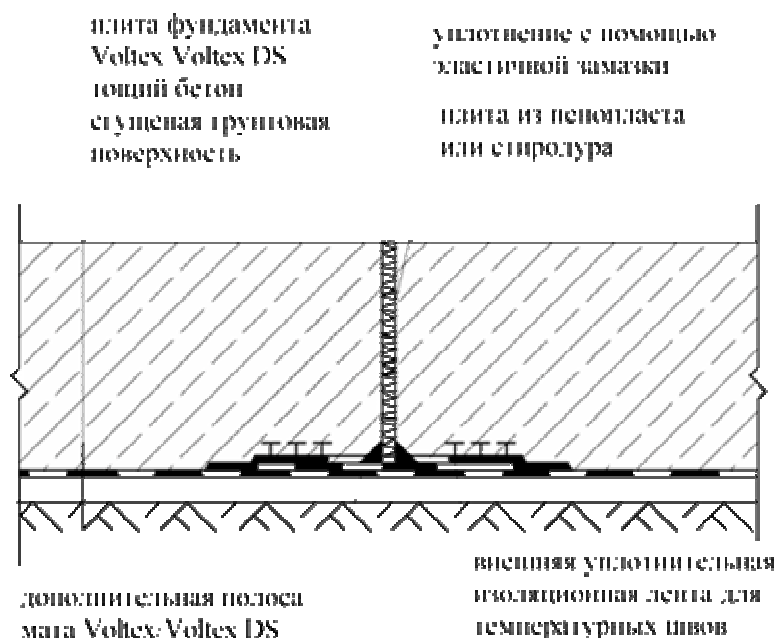 плита фундамента
Voltex Voltex DS
тощий бетон
сгущеная грунтовая
поверхность
уплотнение с помощью
эластичной замазки
плита из пенопласта
или стиродура
дополнительная полоса
мата Voltex/Voltex DS
внешняя уплотнительная
изоляционная лента для
температурных швов